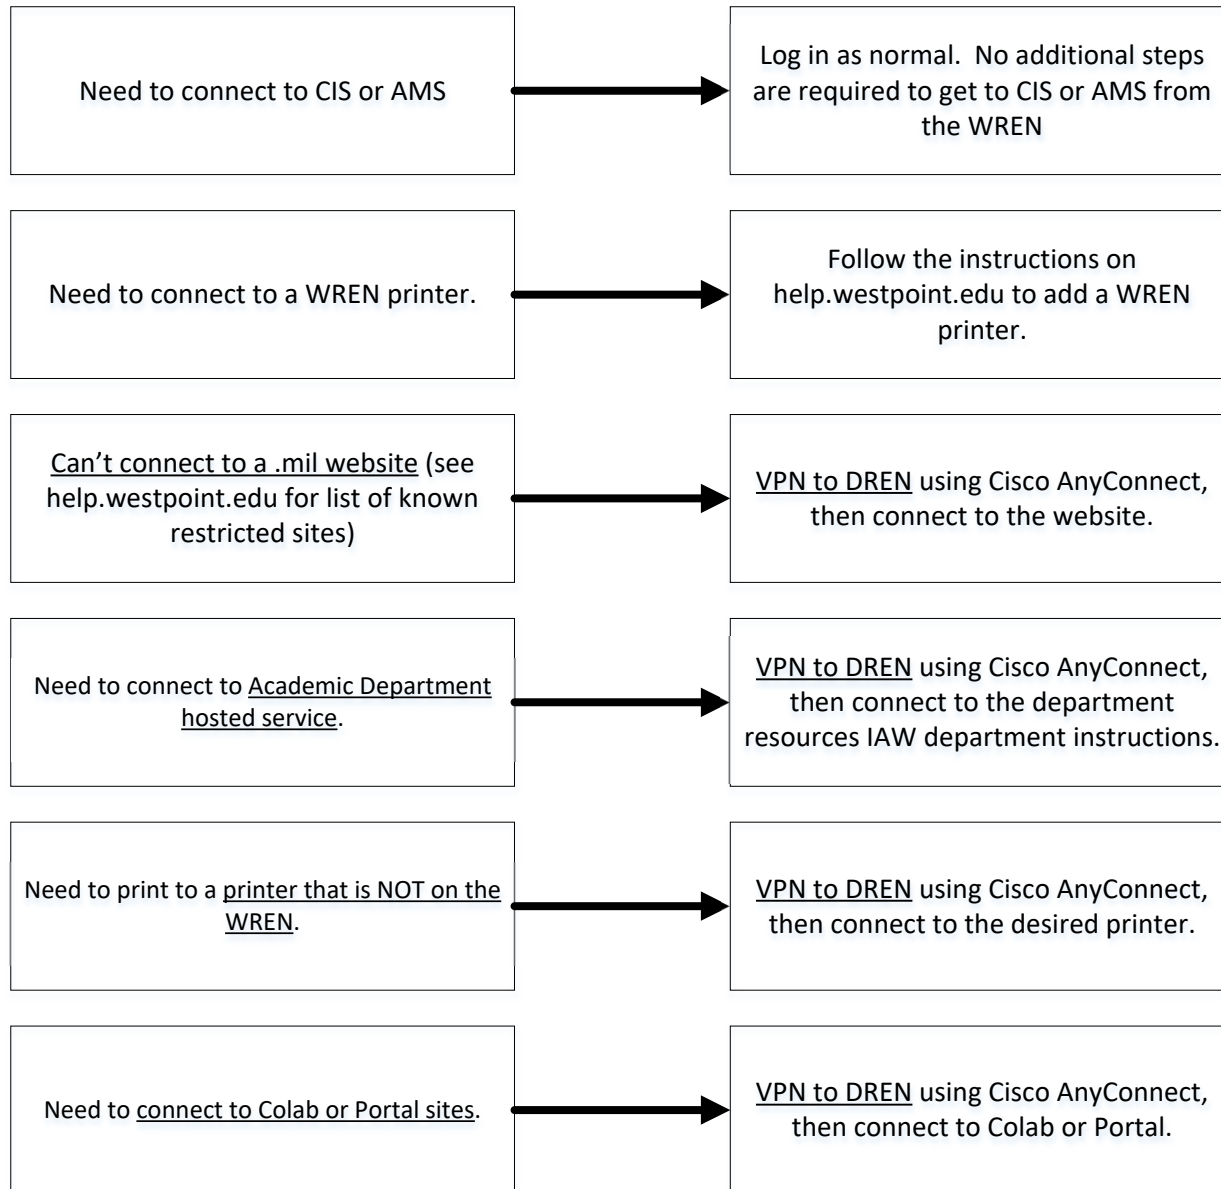 Need to connect to CIS or AMS
Log in as normal.  No additional steps
are required to get to CIS or AMS from
the WREN
Need to connect to a WREN printer.
Follow the instructions on
help.westpoint.edu to add a WREN
printer.
Can’t connect to a .mil website (see
help.westpoint.edu for list of known
restricted sites)
VPN to DREN using Cisco AnyConnect,
then connect to the website.
Need to connect to Academic Department
hosted service.
VPN to DREN using Cisco AnyConnect,
then connect to the department
resources IAW department instructions.
Need to print to a printer that is NOT on the
WREN.
VPN to DREN using Cisco AnyConnect,
then connect to the desired printer.
Need to connect to Colab or Portal sites.
VPN to DREN using Cisco AnyConnect,
then connect to Colab or Portal.